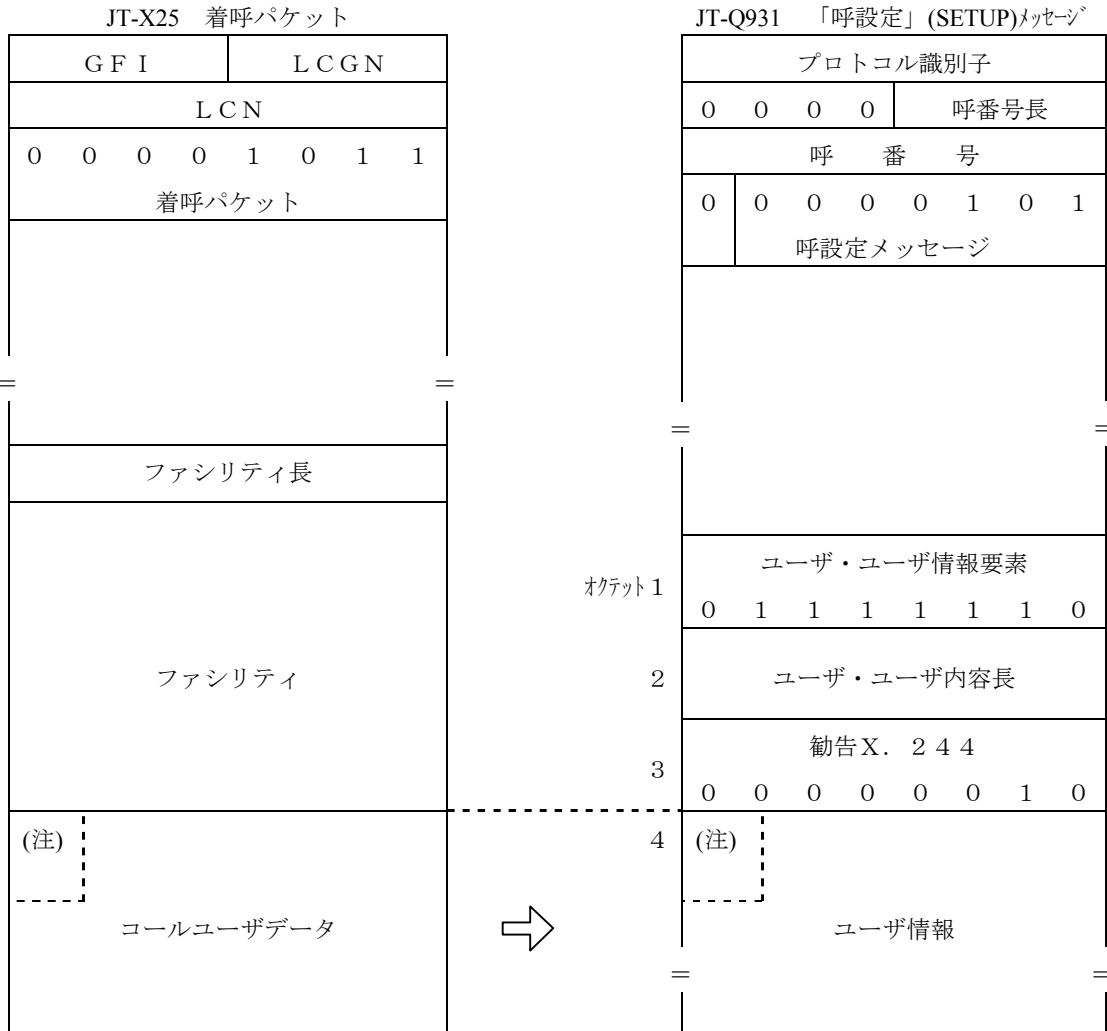 JT-X25　着呼パケット
ＧＦＩ　ＬＣＧＮ
ＬＣＮ
０　０　０　０　１　０　１　１
着呼パケット
＝　＝
ファシリティ長
ファシリティ
(注)
コールユーザデータ
JT-Q931　「呼設定」(SETUP)ﾒｯｾｰｼﾞ
プロトコル識別子
０　０　０　０　呼番号長
呼　番　号
０　０　０　０　０　１　０　１
呼設定メッセージ
＝　＝
ユーザ・ユーザ情報要素
ｵｸﾃｯﾄ１
０　１　１　１　１　１　１　０
２　ユーザ・ユーザ内容長
勧告Ｘ．２４４
３
０　０　０　０　０　０　１　０
４　(注)
ユーザ情報
＝　＝